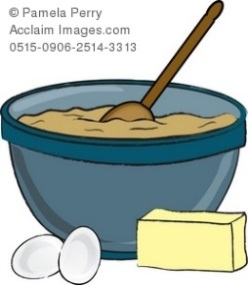 © Pamela Perry
Acclaim Images.com
0515-0906-2514-3313